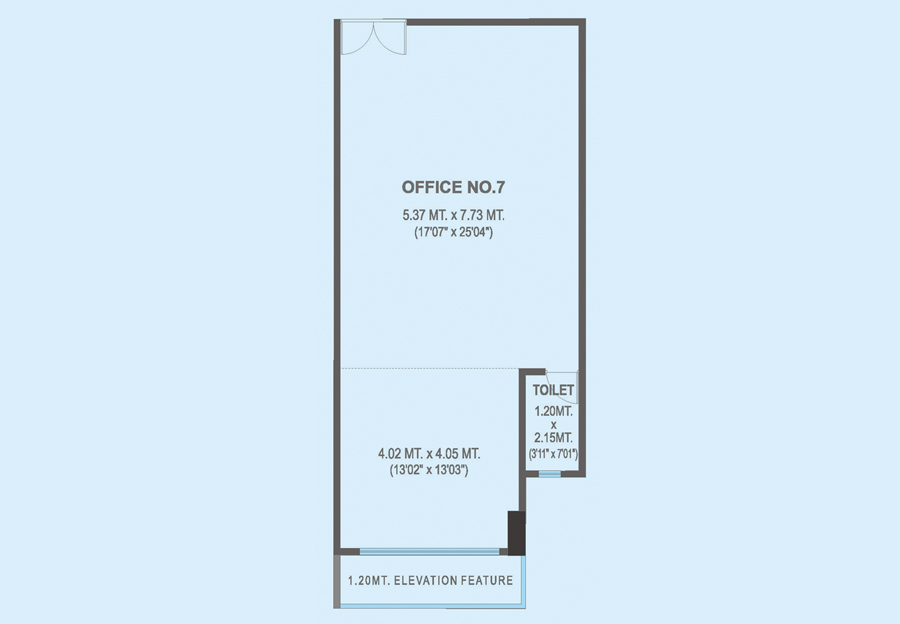 OFFICE NO.7
5.37 MT. x 7.73 MT.
(17'07" x 25'04")
TOILET
1.20MT.
x
2.15MT.
(3'11" x 7'01")
4.02 MT. x 4.05 MT.
(13'02" x 13'03")
1.20MT. ELEVATION FEATURE